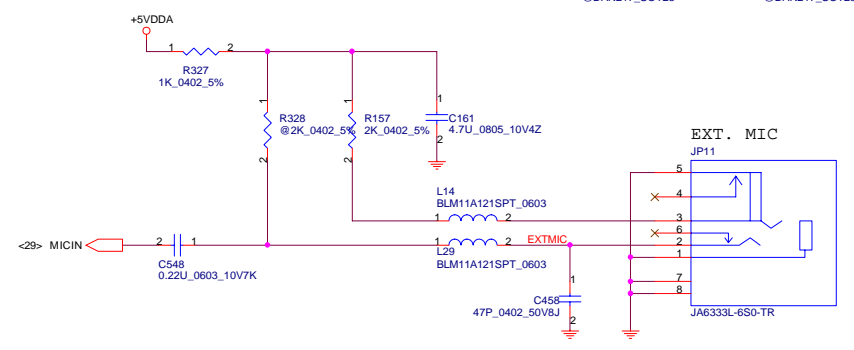 +5VDDA
1 2
R327
1K_0402_5%
1
R328
@2K_0402_5%
2
1
R157
2K_0402_5%
2
1
C161
4.7U_0805_10V4Z
2
EXT. MIC
JP11
5
4
3
6
2
1
7
8
JA6333L-6S0-TR
L14
BLM11A121SPT_0603
1 2
1 2
L29
BLM11A121SPT_0603
EXTMIC
<29> MICIN
2 1
C548
0.22U_0603_10V7K
1
C458
47P_0402_50V8J
2